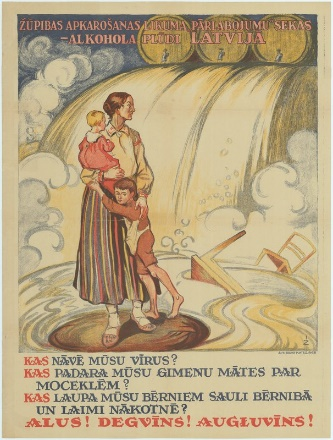 ŽŪPĪBAS APKAROŠANAS LIKUMA PĀRLABOJUMU SEKAS
– ALKOHOLA PLŪDI LATVIJĀ
KAS NĀVĒ MŪSU VĪRUS?
KAS PADARA MŪSU ĢIMEŅU MĀTES PAR
MOCEKLĒM?
KAS LAUPA MŪSU BĒRNIEM SAULI BĒRNĪBĀ
UN LAIMI NĀKOTNĒ?
ALUS! DEGVĪNS! AUGĻUVĪNS!